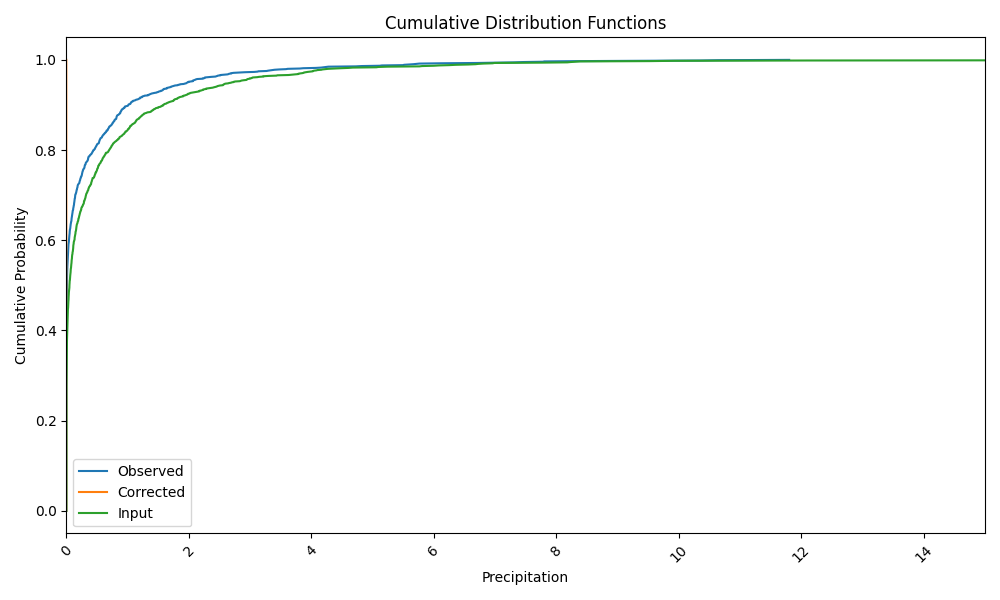 Cumulative Distribution Functions
Cumulative Probability
1.0
0.8
0.6
0.4
0.2
0.0
Observed
Corrected
Input
0 2 4 6 8 10 12 14
Precipitation